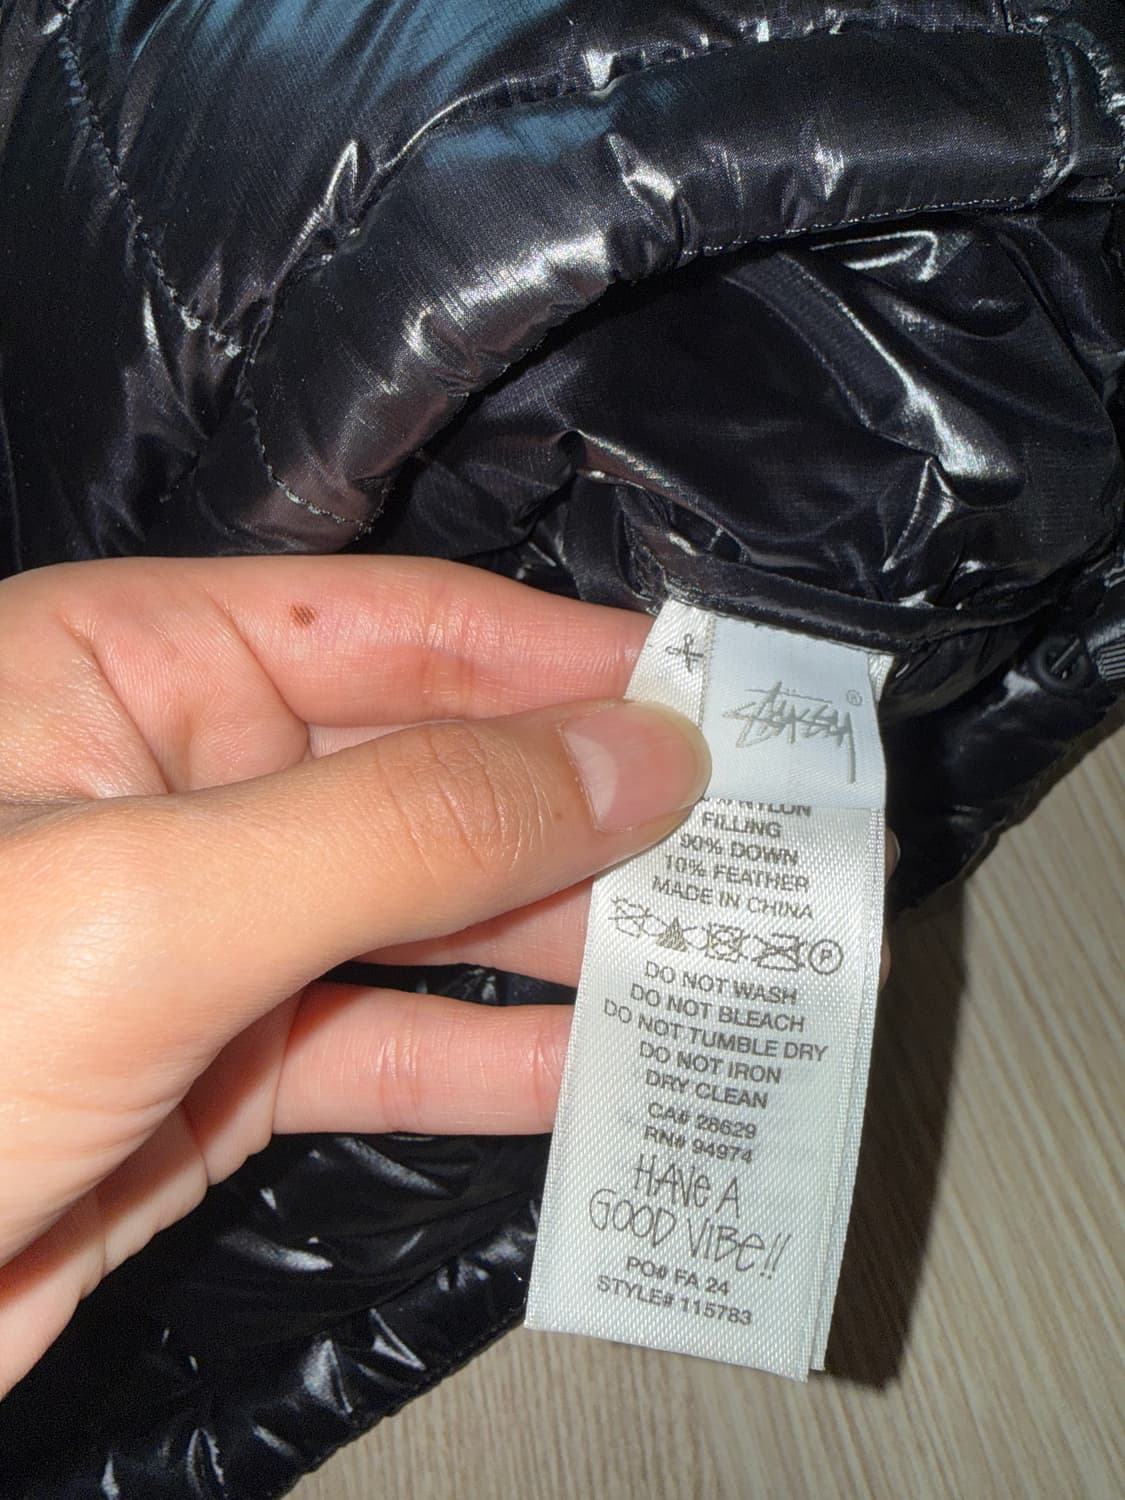 STÜSSY®
NYLON
FILLING
90% DOWN
10% FEATHER
MADE IN CHINA
P
DO NOT WASH
DO NOT BLEACH
DO NOT TUMBLE DRY
DO NOT IRON
DRY CLEAN
CA# 28629
RN# 94974
HAVE A
GOOD VIBE!!
PO# FA 24
STYLE# 115783